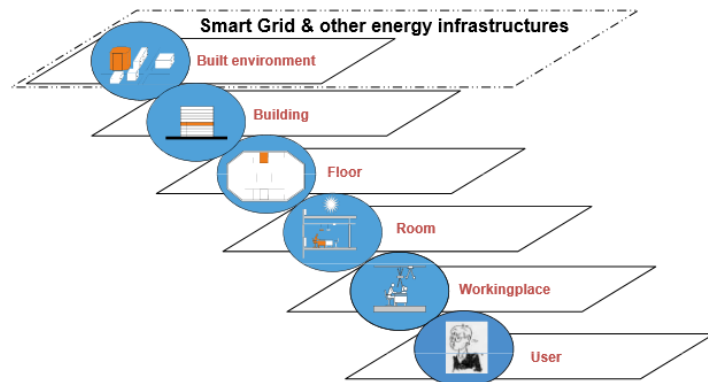 Smart Grid & other energy infrastructures
Built environment
Building
Floor
Room
Workingplace
User